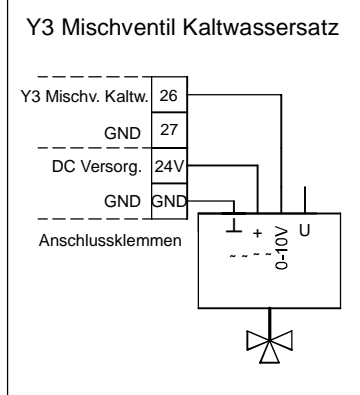 Y3 Mischventil Kaltwassersatz
Y3 Mischv. Kaltw. 26
GND 27
DC Versorg. 24V
GND GND
Anschlussklemmen
⊥ + 0-10V U
~ ~ ~ ~